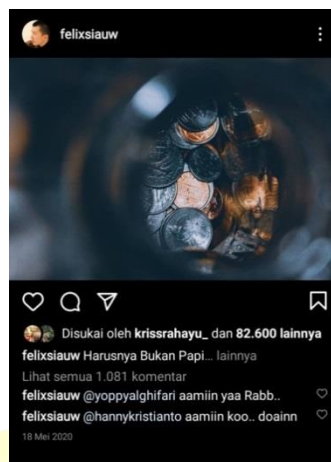 felixsiauw
Disukai oleh krissrahayu_ dan 82.600 lainnya
felixsiauw Harusnya Bukan Papi... lainnya
Lihat semua 1.081 komentar
felixsiauw @yoppyalghifari aamiin yaa Rabb..
felixsiauw @hannykristianto aamiin koo.. doainn
18 Mei 2020